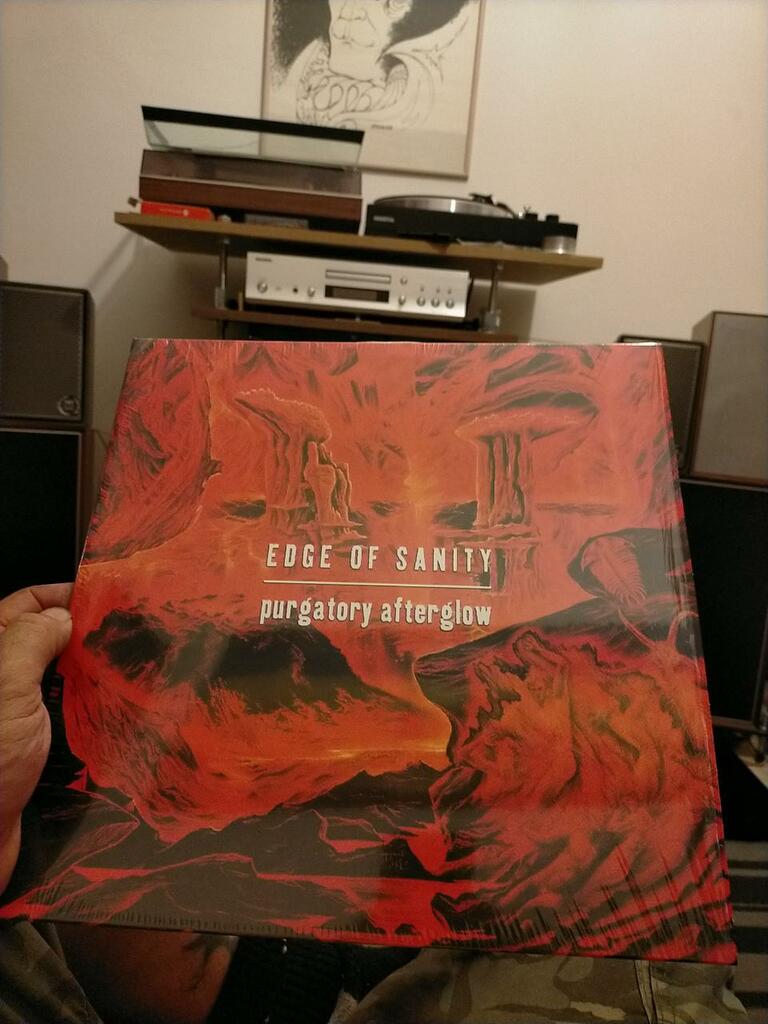 EDGE OF SANITY
purgatory afterglow